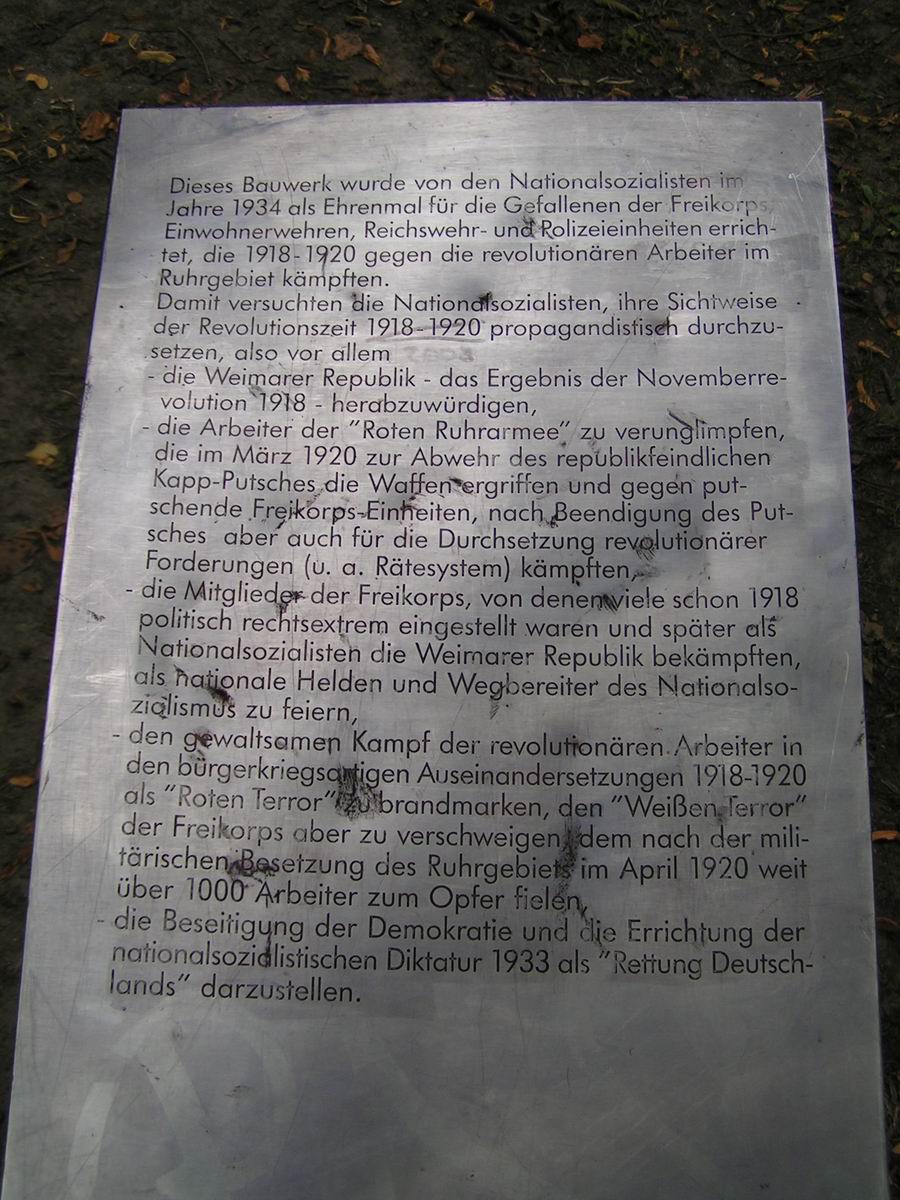 Dieses Bauwerk wurde von den Nationalsozialisten im
Jahre 1934 als Ehrenmal für die Gefallenen der Freikorps,
Einwohnerwehren, Reichswehr- und Polizeieinheiten errich-
tet, die 1918-1920 gegen die revolutionären Arbeiter im
Ruhrgebiet kämpften.
Damit versuchten die Nationalsozialisten, ihre Sichtweise
der Revolutionszeit 1918-1920 propagandistisch durchzu-
setzen, also vor allem
- die Weimarer Republik - das Ergebnis der Novemberre-
volution 1918 - herabzuwürdigen,
- die Arbeiter der "Roten Ruhrarmee" zu verunglimpfen,
die im März 1920 zur Abwehr des republikfeindlichen
Kapp-Putsches die Waffen ergriffen und gegen put-
schende Freikorps-Einheiten, nach Beendigung des Put-
sches aber auch für die Durchsetzung revolutionärer
Forderungen (u. a. Rätesystem) kämpften,
- die Mitglieder der Freikorps, von denen viele schon 1918
politisch rechtsextrem eingestellt waren und später als
Nationalsozialisten die Weimarer Republik bekämpften,
als nationale Helden und Wegbereiter des Nationalso-
zialismus zu feiern,
- den gewaltsamen Kampf der revolutionären Arbeiter in
den bürgerkriegsartigen Auseinandersetzungen 1918-1920
als "Roten Terror" zu brandmarken, den "Weißen Terror"
der Freikorps aber zu verschweigen, dem nach der mili-
tärischen Besetzung des Ruhrgebiets im April 1920 weit
über 1000 Arbeiter zum Opfer fielen,
- die Beseitigung der Demokratie und die Errichtung der
nationalsozialistischen Diktatur 1933 als "Rettung Deutsch-
lands" darzustellen.